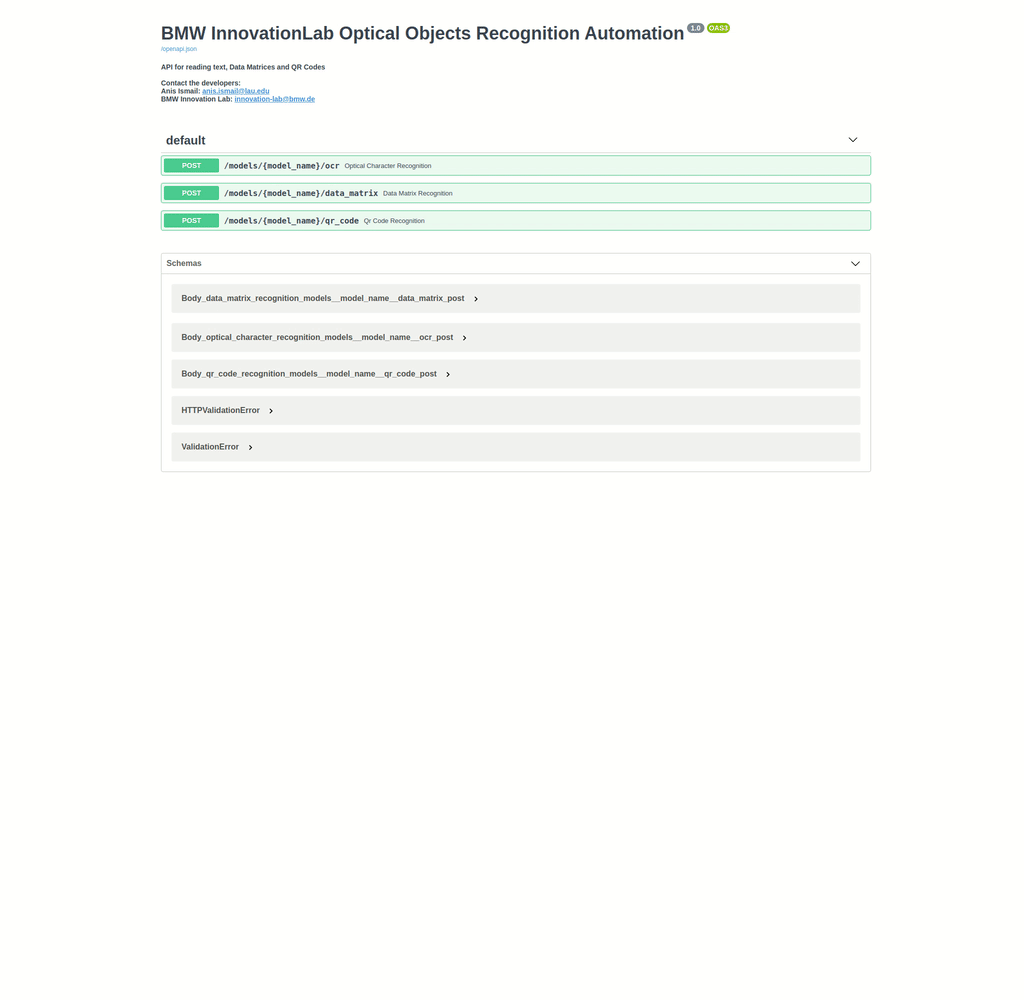 BMW InnovationLab Optical Objects Recognition Automation 1.0 OAS3
/openapi.json
API for reading text, Data Matrices and QR Codes
Contact the developers:
Anis Ismail: anis.ismail@lau.edu
BMW Innovation Lab: innovation-lab@bmw.de
default
POST /models/{model_name}/ocr Optical Character Recognition
POST /models/{model_name}/data_matrix Data Matrix Recognition
POST /models/{model_name}/qr_code Qr Code Recognition
Schemas
Body_data_matrix_recognition_models__model_name__data_matrix_post
Body_optical_character_recognition_models__model_name__ocr_post
Body_qr_code_recognition_models__model_name__qr_code_post
HTTPValidationError
ValidationError